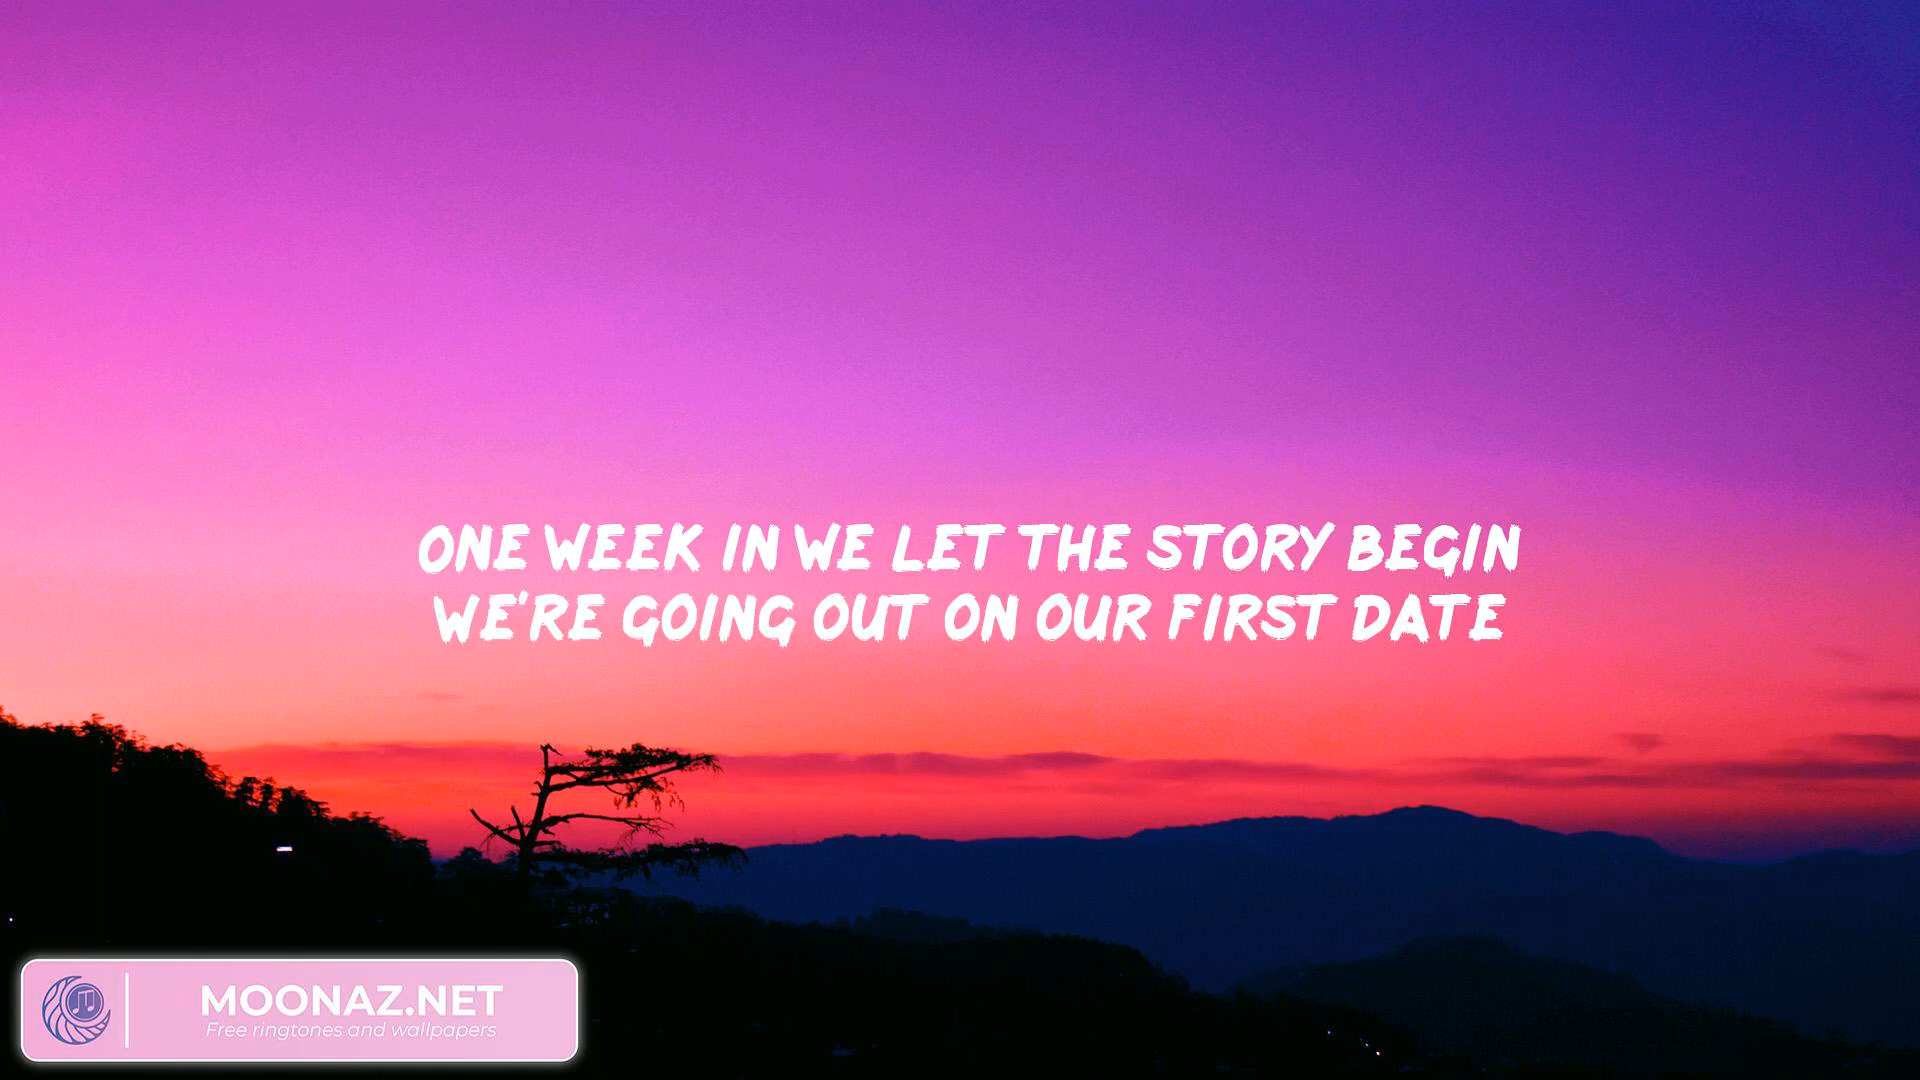 ONE WEEK IN WE LET THE STORY BEGIN
WE'RE GOING OUT ON OUR FIRST DATE
MOONAZ.NET
Free ringtones and wallpapers